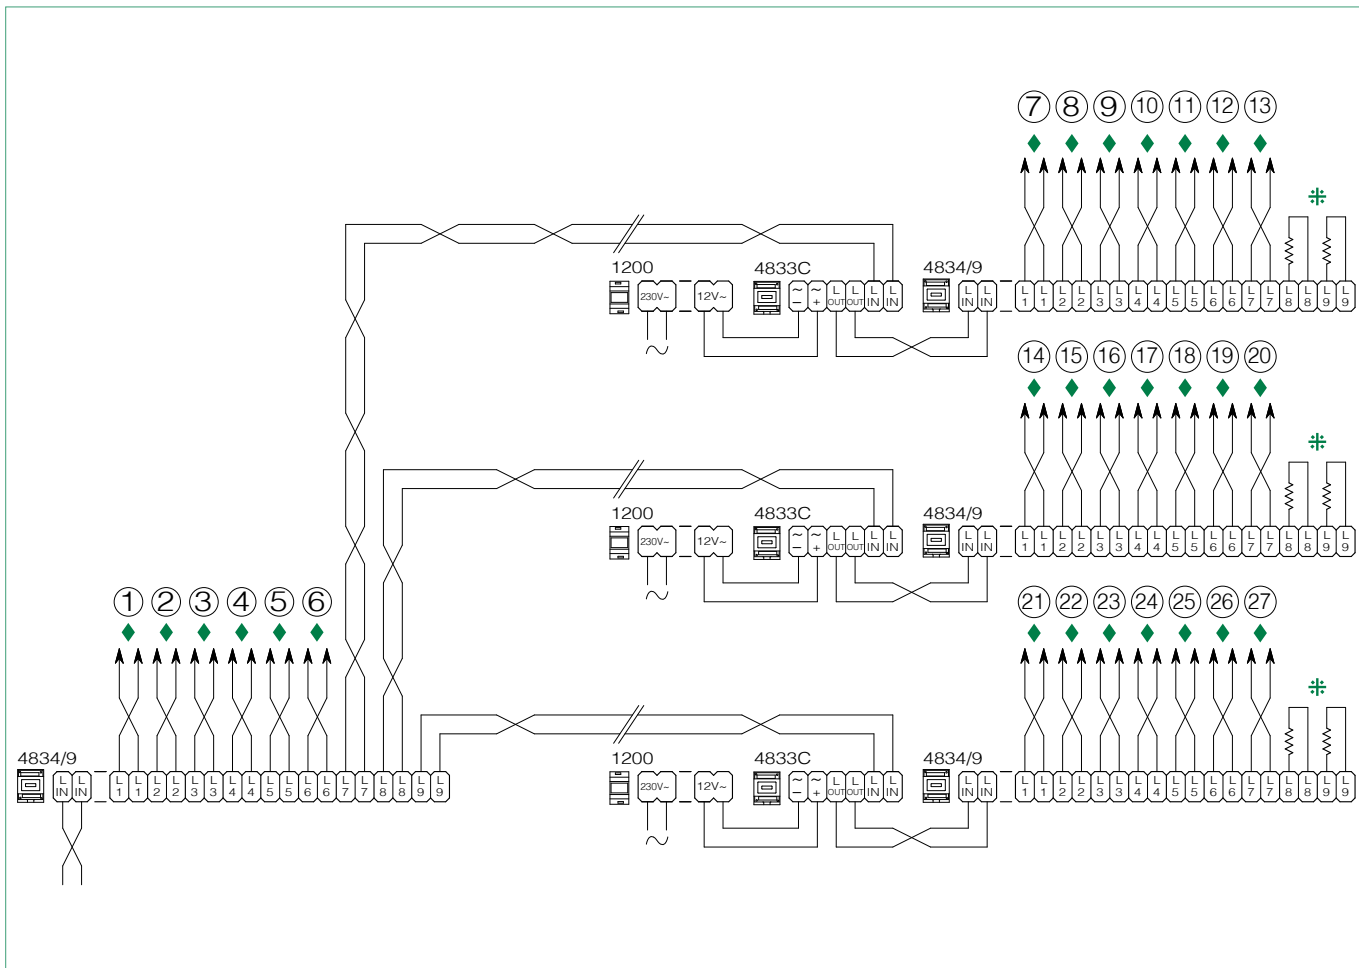 7 8 9 10 11 12 13
1200 4833C 4834/9
230V~ 12V~ ~ − ~ + L OUT L OUT L IN L IN L IN L IN L 1 L 1 L 2 L 2 L 3 L 3 L 4 L 4 L 5 L 5 L 6 L 6 L 7 L 7 L 8 L 8 L 9 L 9
~
14 15 16 17 18 19 20
1200 4833C 4834/9
230V~ 12V~ ~ − ~ + L OUT L OUT L IN L IN L IN L IN L 1 L 1 L 2 L 2 L 3 L 3 L 4 L 4 L 5 L 5 L 6 L 6 L 7 L 7 L 8 L 8 L 9 L 9
~
1 2 3 4 5 6
21 22 23 24 25 26 27
4834/9
L IN L IN L 1 L 1 L 2 L 2 L 3 L 3 L 4 L 4 L 5 L 5 L 6 L 6 L 7 L 7 L 8 L 8 L 9 L 9
1200 4833C 4834/9
230V~ 12V~ ~ − ~ + L OUT L OUT L IN L IN L IN L IN L 1 L 1 L 2 L 2 L 3 L 3 L 4 L 4 L 5 L 5 L 6 L 6 L 7 L 7 L 8 L 8 L 9 L 9
~